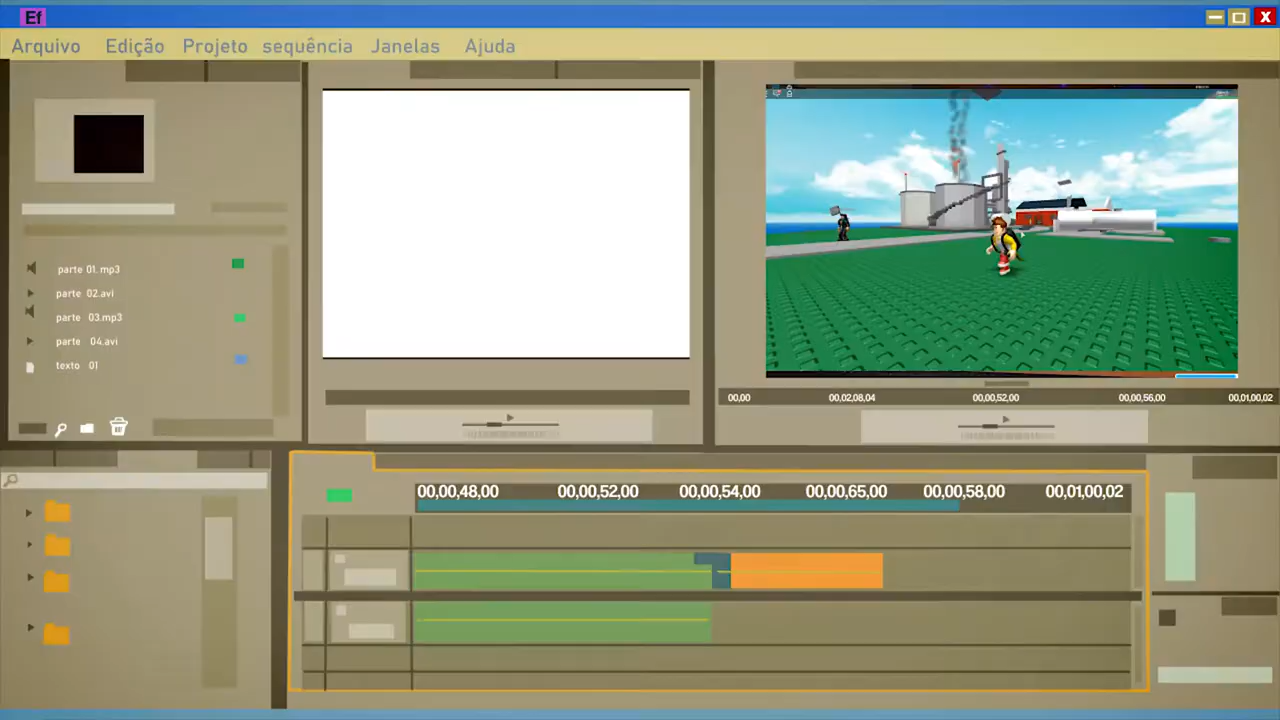 Ef
Arquivo Edição Projeto sequência Janelas Ajuda
parte 01.mp3
parte 02.avi
parte 03.mp3
parte 04.avi
texto 01
00,00 00,02,08,04 00,00,52,00 00,00,56,00 00,01,00,02
00,00,48,00 00,00,52,00 00,00,54,00 00,00,65,00 00,00,58,00 00,01,00,02